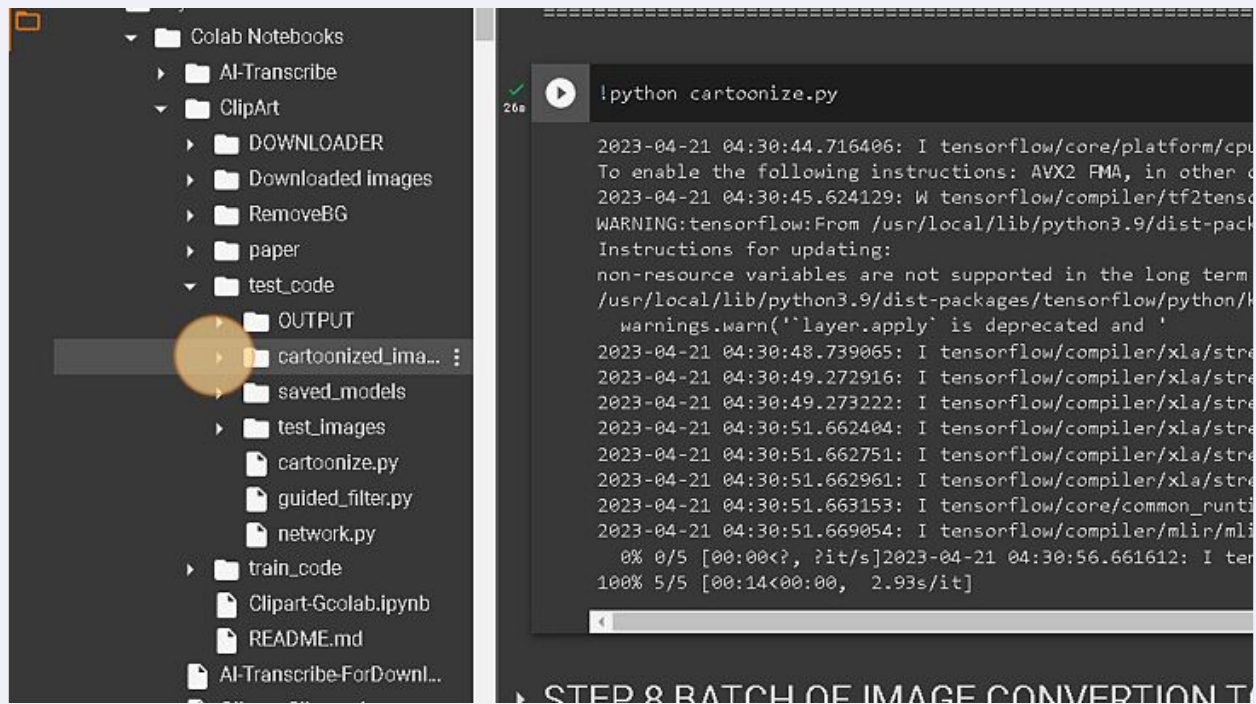 Colab Notebooks
AI-Transcribe
ClipArt
DOWNLOADER
Downloaded images
RemoveBG
paper
test_code
OUTPUT
cartoonized_ima...
saved_models
test_images
cartoonize.py
guided_filter.py
network.py
train_code
Clipart-Gcolab.ipynb
README.md
AI-Transcribe-ForDownl...
26s
!python cartoonize.py
2023-04-21 04:30:44.716406: I tensorflow/core/platform/cpu
To enable the following instructions: AVX2 FMA, in other
2023-04-21 04:30:45.624129: W tensorflow/compiler/tf2tens
WARNING:tensorflow:From /usr/local/lib/python3.9/dist-pack
Instructions for updating:
non-resource variables are not supported in the long term
/usr/local/lib/python3.9/dist-packages/tensorflow/python/
warnings.warn('`layer.apply` is deprecated and '
2023-04-21 04:30:48.739065: I tensorflow/compiler/xla/stre
2023-04-21 04:30:49.272916: I tensorflow/compiler/xla/stre
2023-04-21 04:30:49.273222: I tensorflow/compiler/xla/stre
2023-04-21 04:30:51.662404: I tensorflow/compiler/xla/stre
2023-04-21 04:30:51.662751: I tensorflow/compiler/xla/stre
2023-04-21 04:30:51.662961: I tensorflow/compiler/xla/stre
2023-04-21 04:30:51.663153: I tensorflow/core/common_runti
2023-04-21 04:30:51.669054: I tensorflow/compiler/mlir/mli
0% 0/5 [00:00<?, ?it/s]2023-04-21 04:30:56.661612: I ten
100% 5/5 [00:14<00:00, 2.93s/it]
STEP 8 BATCH OF IMAGE CONVERTION T